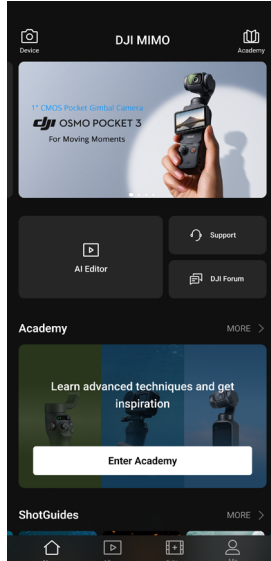 Device
DJI MIMO
Academy
1" CMOS Pocket Gimbal Camera
dji OSMO POCKET 3
For Moving Moments
AI Editor
Support
DJI Forum
Academy
MORE
Learn advanced techniques and get
inspiration
Enter Academy
ShotGuides
MORE